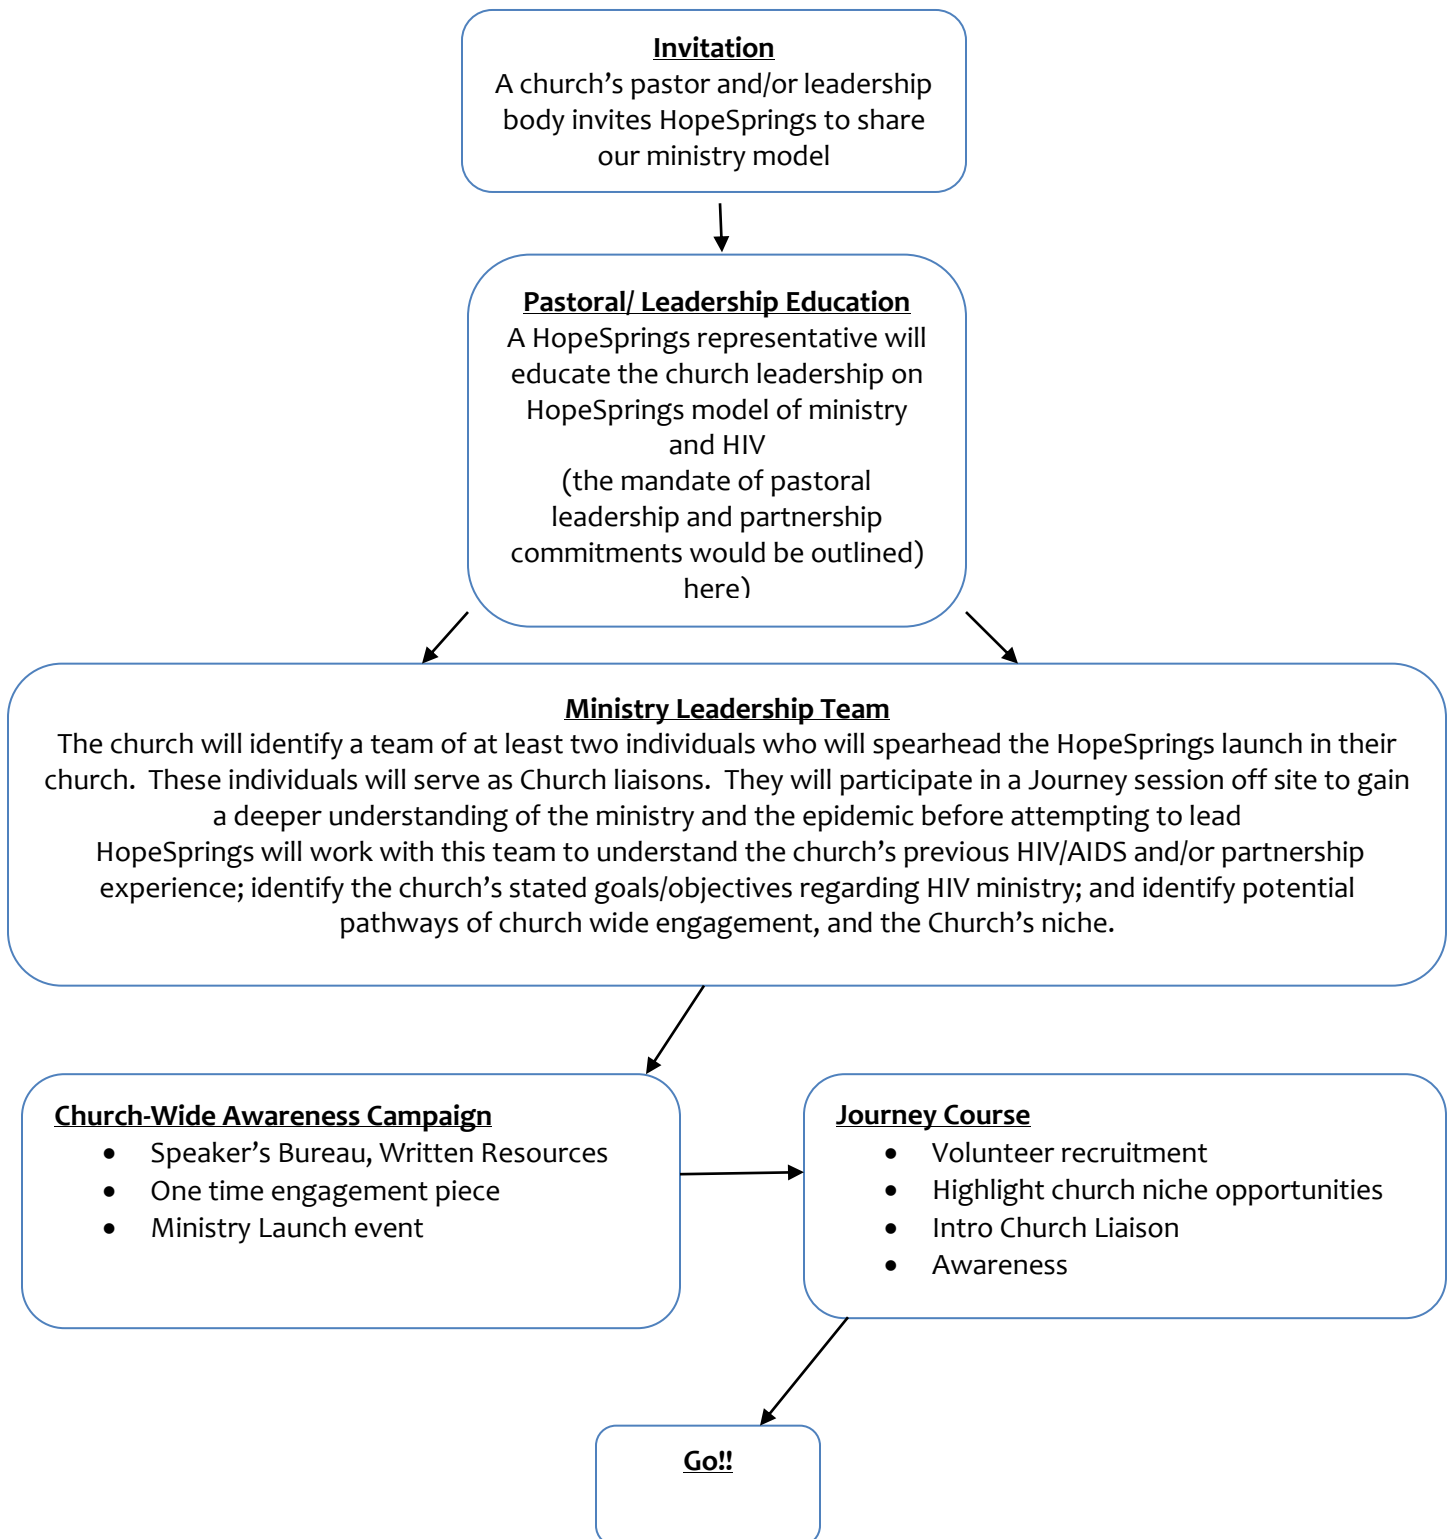 Invitation
A church’s pastor and/or leadership
body invites HopeSprings to share
our ministry model
Pastoral/ Leadership Education
A HopeSprings representative will
educate the church leadership on
HopeSprings model of ministry
and HIV
(the mandate of pastoral
leadership and partnership
commitments would be outlined)
here)
Ministry Leadership Team
The church will identify a team of at least two individuals who will spearhead the HopeSprings launch in their
church.  These individuals will serve as Church liaisons.  They will participate in a Journey session off site to gain
a deeper understanding of the ministry and the epidemic before attempting to lead
HopeSprings will work with this team to understand the church’s previous HIV/AIDS and/or partnership
experience; identify the church’s stated goals/objectives regarding HIV ministry; and identify potential
pathways of church wide engagement, and the Church’s niche.
Church-Wide Awareness Campaign
• Speaker’s Bureau, Written Resources
• One time engagement piece
• Ministry Launch event
Journey Course
• Volunteer recruitment
• Highlight church niche opportunities
• Intro Church Liaison
• Awareness
Go!!